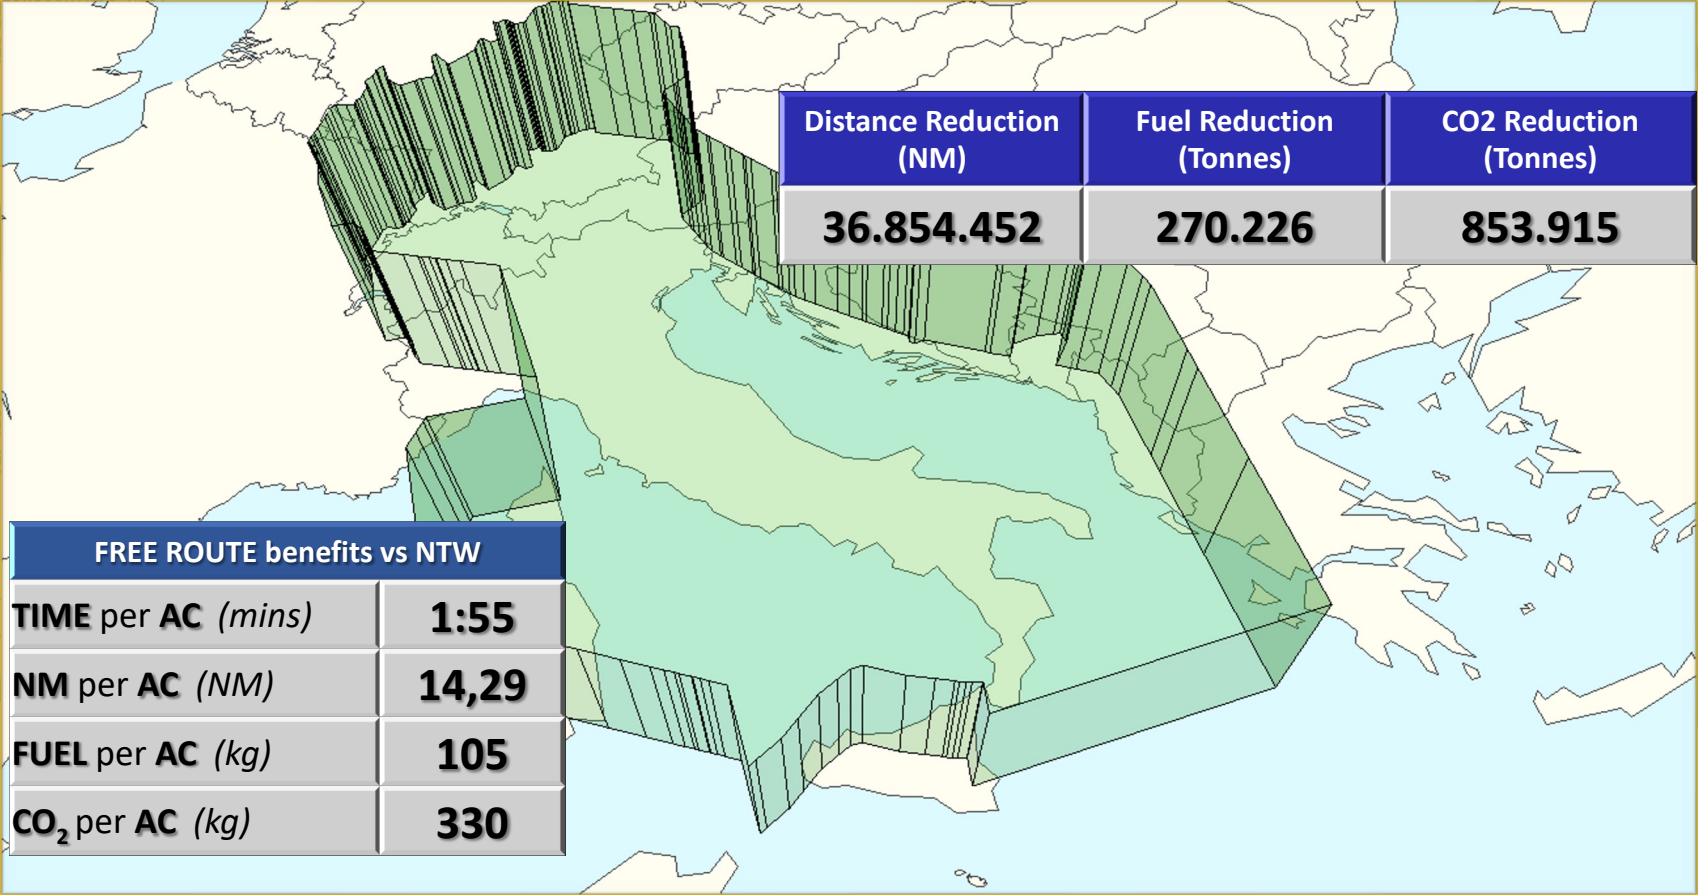 Distance Reduction
(NM)
Fuel Reduction
(Tonnes)
CO2 Reduction
(Tonnes)
36.854.452
270.226
853.915
FREE ROUTE benefits vs NTW
TIME per AC (mins)
1:55
NM per AC (NM)
14,29
FUEL per AC (kg)
105
CO₂ per AC (kg)
330